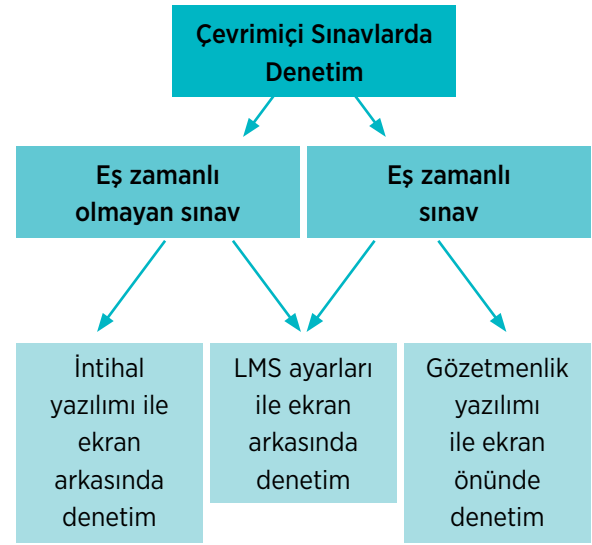 Çevrimiçi Sınavlarda
Denetim
Eş zamanlı
olmayan sınav
Eş zamanlı
sınav
İntihal
yazılımı ile
ekran
arkasında
denetim
LMS ayarları
ile ekran
arkasında
denetim
Gözetmenlik
yazılımı
ile ekran
önünde
denetim